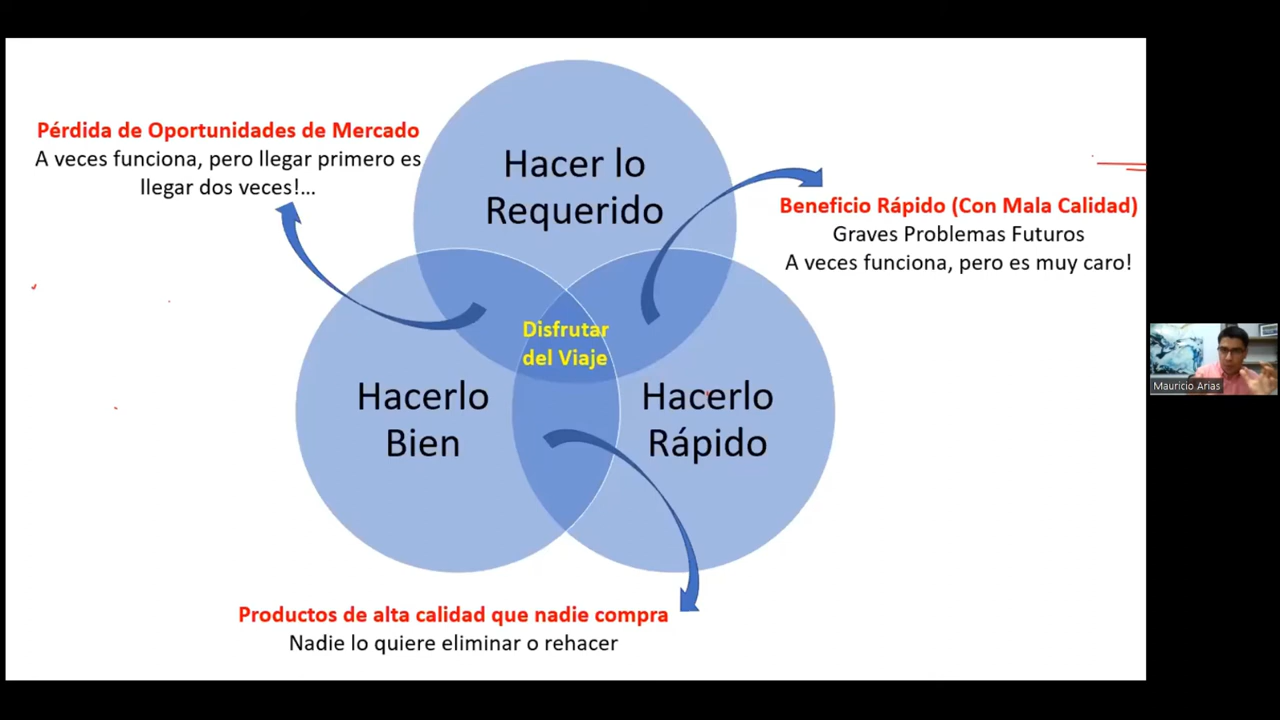 Pérdida de Oportunidades de Mercado
A veces funciona, pero llegar primero es
llegar dos veces!...
Hacer lo
Requerido
Beneficio Rápido (Con Mala Calidad)
Graves Problemas Futuros
A veces funciona, pero es muy caro!
Disfrutar
del Viaje
Hacerlo
Bien
Hacerlo
Rápido
Mauricio Arias
Productos de alta calidad que nadie compra
Nadie lo quiere eliminar o rehacer